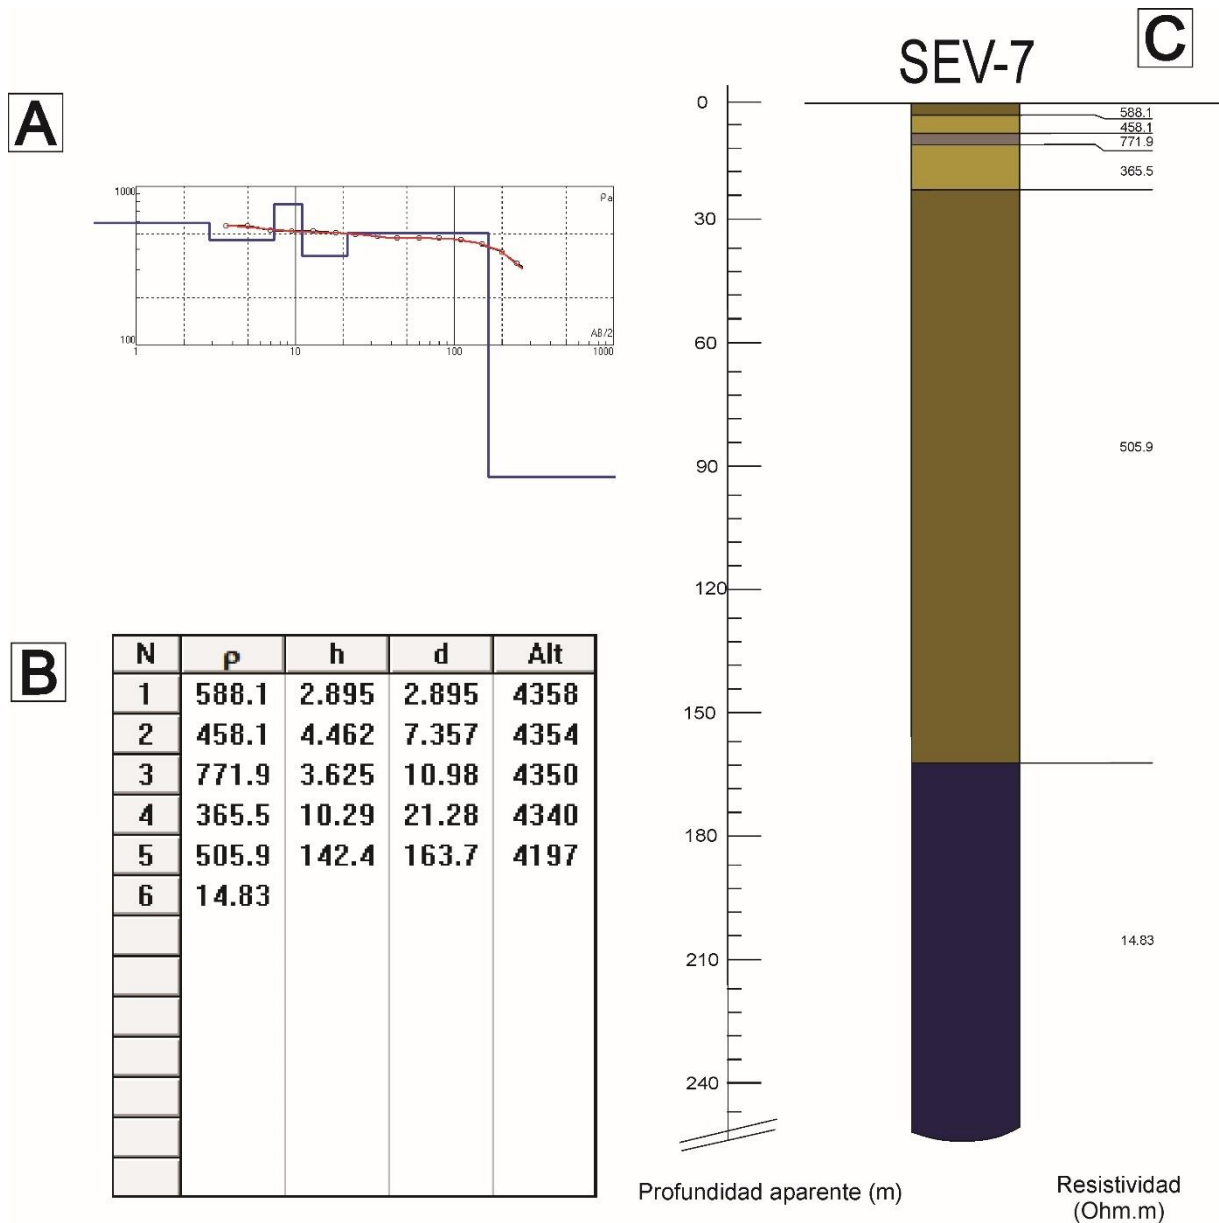 A
1000
ρa
100
AB/2
1
10
100
1000
B
N ρ h d Alt
1 588.1 2.895 2.895 4358
2 458.1 4.462 7.357 4354
3 771.9 3.625 10.98 4350
4 365.5 10.29 21.28 4340
5 505.9 142.4 163.7 4197
6 14.83
C
SEV-7
0
30
60
90
120
150
180
210
240
588.1
458.1
771.9
365.5
505.9
14.83
Profundidad aparente (m)
Resistividad
(Ohm.m)